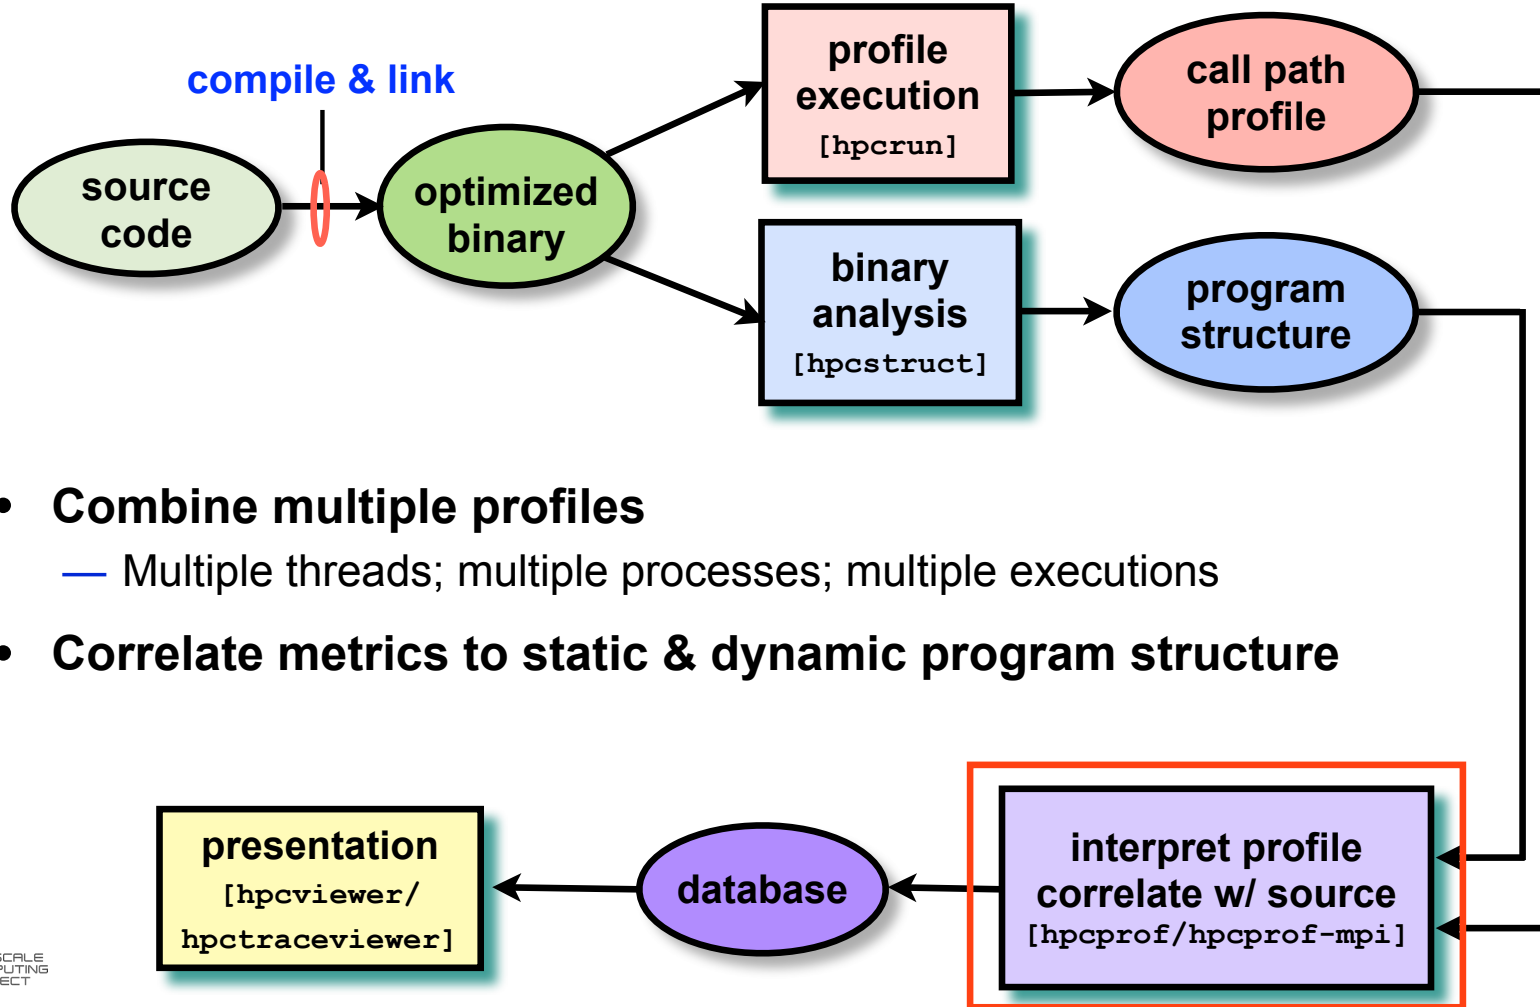 compile & link
source
code
optimized
binary
profile
execution
[hpcrun]
call path
profile
binary
analysis
[hpcstruct]
program
structure
• Combine multiple profiles
— Multiple threads; multiple processes; multiple executions
• Correlate metrics to static & dynamic program structure
presentation
[hpcviewer/
hpctraceviewer]
database
interpret profile
correlate w/ source
[hpcprof/hpcprof-mpi]